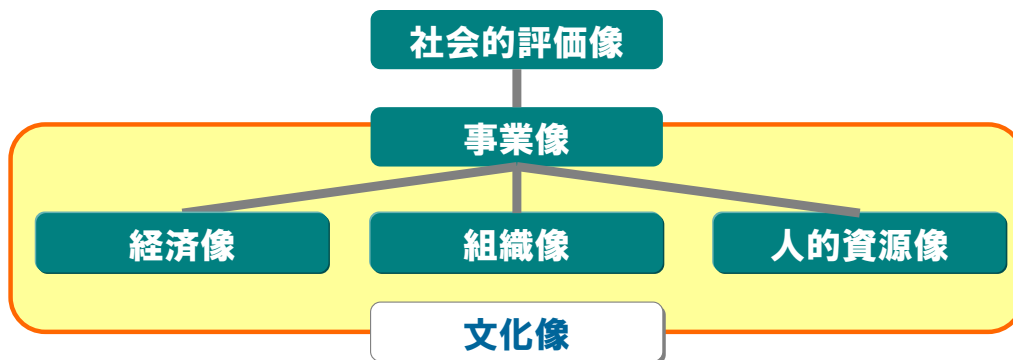 社会的評価像
事業像
経済像
組織像
人的資源像
文化像